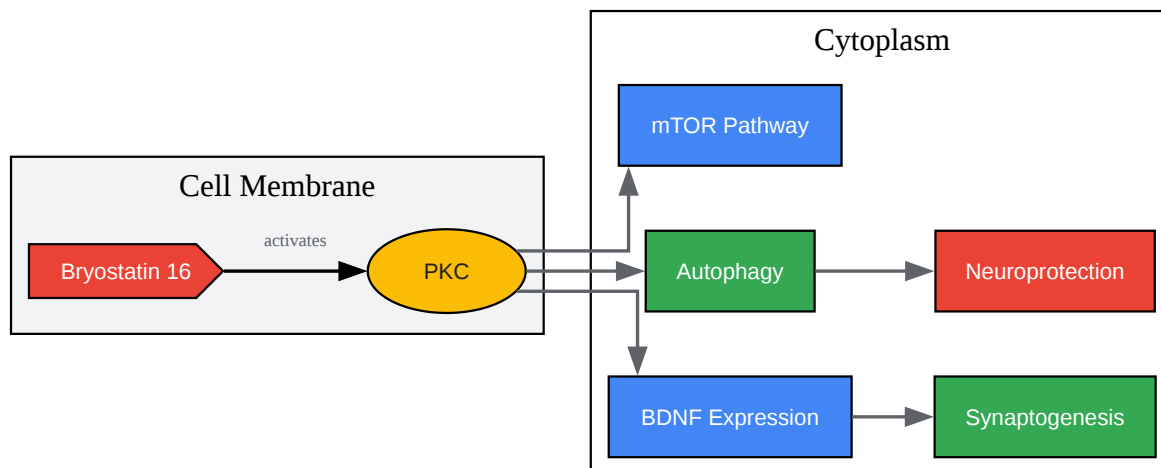 Cytoplasm
mTOR Pathway
Cell Membrane
activates
Bryostatin 16
PKC
Autophagy
Neuroprotection
BDNF Expression
Synaptogenesis